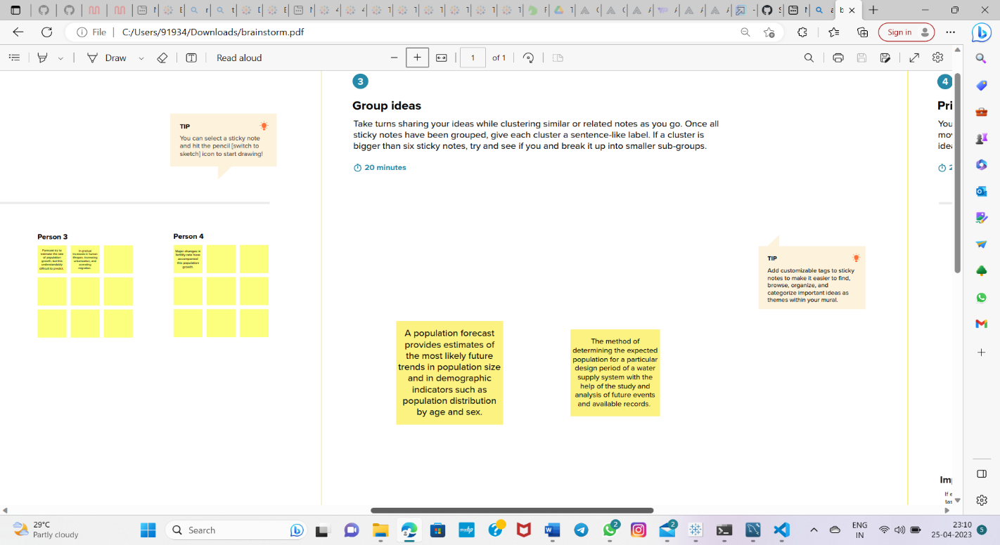 File
C:/Users/91934/Downloads/brainstorm.pdf
Sign in
Draw
Read aloud
1
of 1
TIP
You can select a sticky note
and hit the pencil [switch to
sketch] icon to start drawing!
Person 3
Forecast try to
estimate the rate
of population
growth, but this
understandably
difficult to predict.
in gradual
increases in human
lifespan, increasing
urbanization, and
migration.
Person 4
Major changes in
fertility rate have
accompanied
this population
growth.
3
Group ideas
Take turns sharing your ideas while clustering similar or related notes as you go. Once all
sticky notes have been grouped, give each cluster a sentence-like label. If a cluster is
bigger than six sticky notes, try and see if you and break it up into smaller sub-groups.
20 minutes
A population forecast
provides estimates of
the most likely future
trends in population size
and in demographic
indicators such as
population distribution
by age and sex.
The method of
determining the expected
population for a particular
design period of a water
supply system with the
help of the study and
analysis of future events
and available records.
TIP
Add customizable tags to sticky
notes to make it easier to find,
browse, organize, and
categorize important ideas as
themes within your mural.
4
Pri
You
mov
idea
2
Imp
If e
tas
29°C
Partly cloudy
Search
myhp
2
2
ENG
IN
23:10
25-04-2023
5